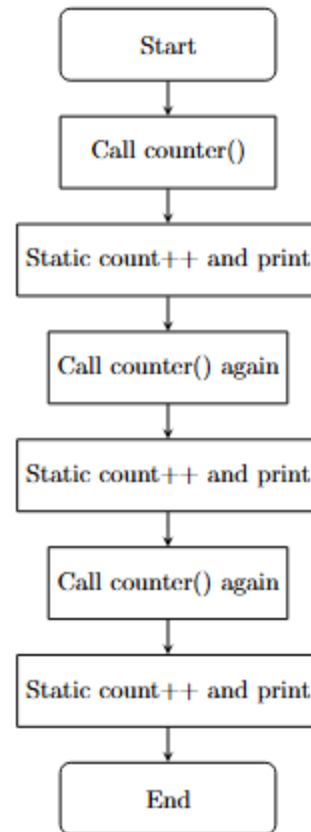 Start
Call counter()
Static count++ and print
Call counter() again
Static count++ and print
Call counter() again
Static count++ and print
End